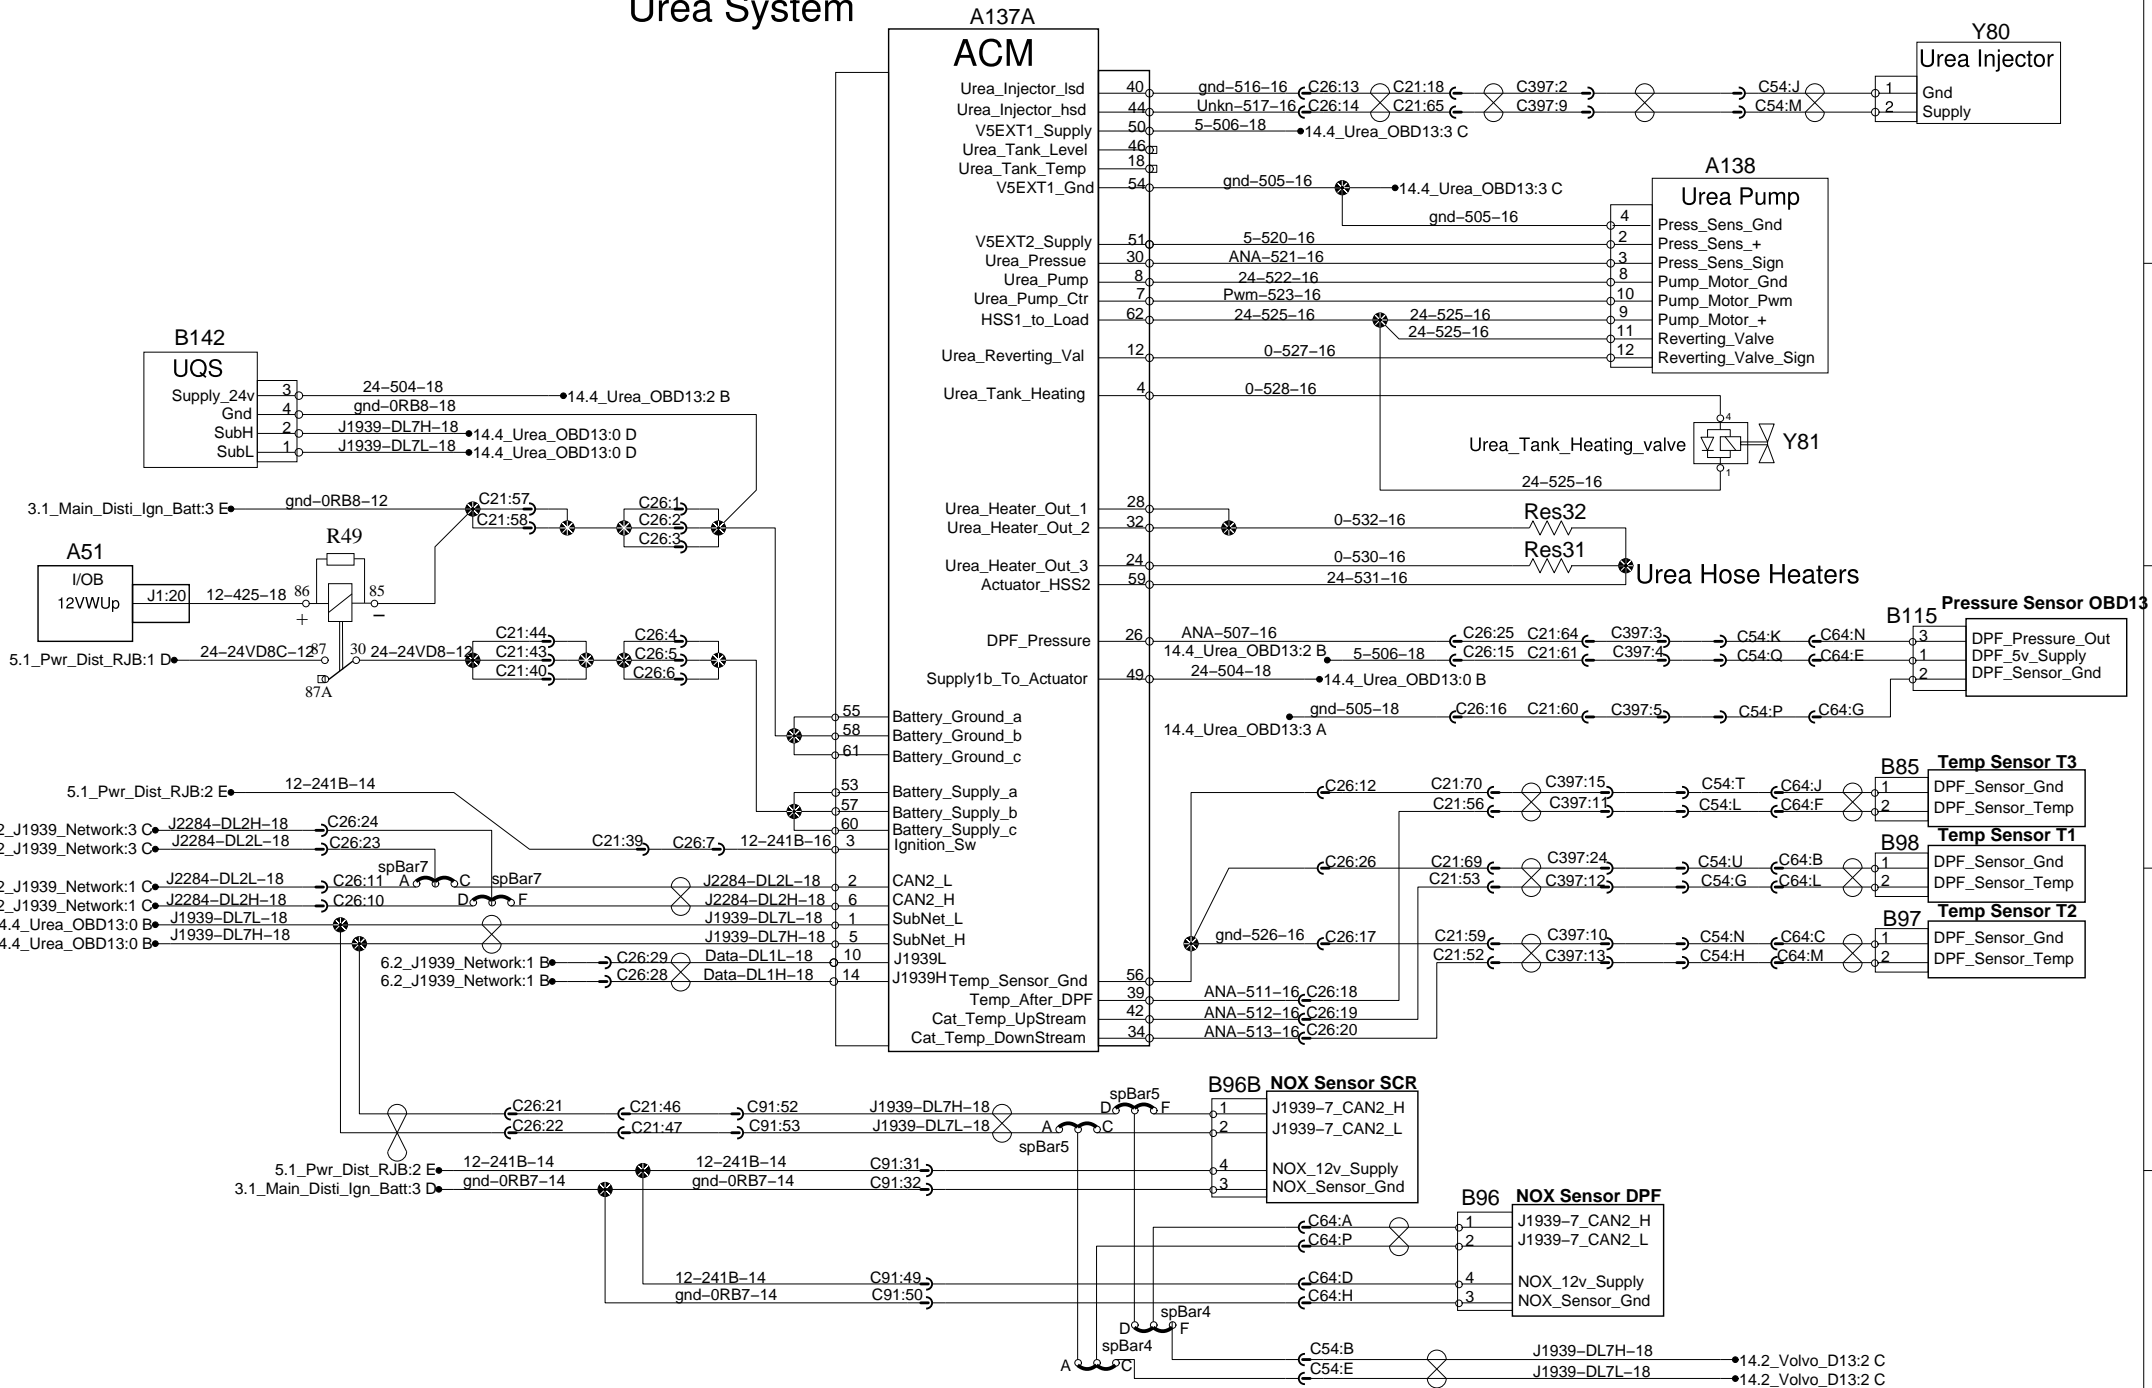 Urea System
A137A
ACM
Urea_Injector_lsd 40 gnd-516-16 C26:13 C21:18 C397:2 C54:J
Urea_Injector_hsd 44 Unkn-517-16 C26:14 C21:65 C397:9 C54:M
Y80
Urea Injector
1 Gnd
2 Supply
V5EXT1_Supply 50 5-506-18 14.4_Urea_OBD13:3 C
Urea_Tank_Level 46
Urea_Tank_Temp 18
V5EXT1_Gnd 54 gnd-505-16 14.4_Urea_OBD13:3 C
A138
Urea Pump
gnd-505-16 4 Press_Sens_Gnd
V5EXT2_Supply 51 5-520-16 2 Press_Sens_+
Urea_Pressue 30 ANA-521-16 3 Press_Sens_Sign
Urea_Pump 8 24-522-16 8 Pump_Motor_Gnd
Urea_Pump_Ctr 7 Pwm-523-16 10 Pump_Motor_Pwm
HSS1_to_Load 62 24-525-16 24-525-16 9 Pump_Motor_+
24-525-16 11 Reverting_Valve
Urea_Reverting_Val 12 0-527-16 12 Reverting_Valve_Sign
Urea_Tank_Heating 4 0-528-16
4
Urea_Tank_Heating_valve Y81
1
24-525-16
B142
UQS
Supply_24v 3 24-504-18 14.4_Urea_OBD13:2 B
Gnd 4 gnd-0RB8-18
SubH 2 J1939-DL7H-18 14.4_Urea_OBD13:0 D
SubL 1 J1939-DL7L-18 14.4_Urea_OBD13:0 D
3.1_Main_Disti_Ign_Batt:3 E gnd-0RB8-12 C21:57 C26:1
C21:58 C26:2
C26:3
A51
I/OB
12VWUp J1:20 12-425-18 86 R49 85
+ −
5.1_Pwr_Dist_RJB:1 D 24-24VD8C-12 87 30 24-24VD8-12
87A
C21:44 C26:4
C21:43 C26:5
C21:40 C26:6
Urea_Heater_Out_1 28
Urea_Heater_Out_2 32 0-532-16 Res32
Urea_Heater_Out_3 24 0-530-16 Res31
Actuator_HSS2 59 24-531-16
Urea Hose Heaters
B115 Pressure Sensor OBD13
DPF_Pressure 26 ANA-507-16 C26:25 C21:64 C397:3 C54:K C64:N 3 DPF_Pressure_Out
14.4_Urea_OBD13:2 B 5-506-18 C26:15 C21:61 C397:4 C54:Q C64:E 1 DPF_5v_Supply
Supply1b_To_Actuator 49 24-504-18 14.4_Urea_OBD13:0 B 2 DPF_Sensor_Gnd
14.4_Urea_OBD13:3 A gnd-505-18 C26:16 C21:60 C397:5 C54:P C64:G
55 Battery_Ground_a
58 Battery_Ground_b
61 Battery_Ground_c
53 Battery_Supply_a
57 Battery_Supply_b
60 Battery_Supply_c
5.1_Pwr_Dist_RJB:2 E 12-241B-14 C21:39 C26:7 12-241B-16 3 Ignition_Sw
2_J1939_Network:3 C J2284-DL2H-18 C26:24
2_J1939_Network:3 C J2284-DL2L-18 C26:23
spBar7 A C
spBar7 D F
2_J1939_Network:1 C J2284-DL2L-18 C26:11 J2284-DL2L-18 2 CAN2_L
2_J1939_Network:1 C J2284-DL2H-18 C26:10 J2284-DL2H-18 6 CAN2_H
4.4_Urea_OBD13:0 B J1939-DL7L-18 J1939-DL7L-18 1 SubNet_L
4.4_Urea_OBD13:0 B J1939-DL7H-18 J1939-DL7H-18 5 SubNet_H
6.2_J1939_Network:1 B C26:29 Data-DL1L-18 10 J1939L
6.2_J1939_Network:1 B C26:28 Data-DL1H-18 14 J1939H
B85 Temp Sensor T3
C26:12 C21:70 C397:15 C54:T C64:J 1 DPF_Sensor_Gnd
C21:56 C397:11 C54:L C64:F 2 DPF_Sensor_Temp
B98 Temp Sensor T1
C26:26 C21:69 C397:24 C54:U C64:B 1 DPF_Sensor_Gnd
C21:53 C397:12 C54:G C64:L 2 DPF_Sensor_Temp
B97 Temp Sensor T2
gnd-526-16 C26:17 C21:59 C397:10 C54:N C64:C 1 DPF_Sensor_Gnd
C21:52 C397:13 C54:H C64:M 2 DPF_Sensor_Temp
Temp_Sensor_Gnd 56
Temp_After_DPF 39 ANA-511-16 C26:18
Cat_Temp_UpStream 42 ANA-512-16 C26:19
Cat_Temp_DownStream 34 ANA-513-16 C26:20
B96B NOX Sensor SCR
C26:21 C21:46 C91:52 J1939-DL7H-18 spBar5 D F 1 J1939-7_CAN2_H
C26:22 C21:47 C91:53 J1939-DL7L-18 spBar5 A C 2 J1939-7_CAN2_L
5.1_Pwr_Dist_RJB:2 E 12-241B-14 12-241B-14 C91:31 4 NOX_12v_Supply
3.1_Main_Disti_Ign_Batt:3 D gnd-0RB7-14 gnd-0RB7-14 C91:32 3 NOX_Sensor_Gnd
B96 NOX Sensor DPF
C64:A 1 J1939-7_CAN2_H
C64:P 2 J1939-7_CAN2_L
12-241B-14 C91:49 C64:D 4 NOX_12v_Supply
gnd-0RB7-14 C91:50 C64:H 3 NOX_Sensor_Gnd
spBar4 D F
spBar4 A C
C54:B J1939-DL7H-18 14.2_Volvo_D13:2 C
C54:E J1939-DL7L-18 14.2_Volvo_D13:2 C